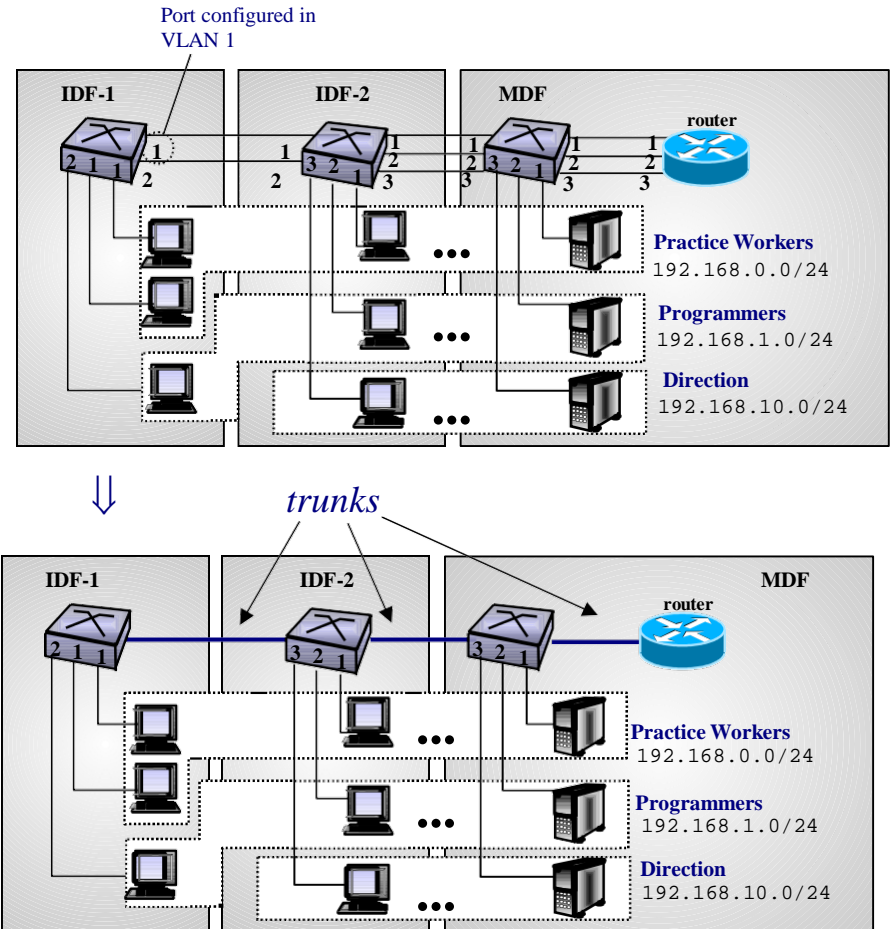 Port configured in
VLAN 1
IDF-1
IDF-2
MDF
router
1
1
1
1
1
1
2
2
2
2
2
2
3
3
3
3
2 1 1
3 2 1
3 2 1
Practice Workers
192.168.0.0/24
Programmers
192.168.1.0/24
Direction
192.168.10.0/24
•••
•••
•••
⇓
trunks
IDF-1
IDF-2
MDF
router
2 1 1
3 2 1
3 2 1
Practice Workers
192.168.0.0/24
Programmers
192.168.1.0/24
Direction
192.168.10.0/24
•••
•••
•••